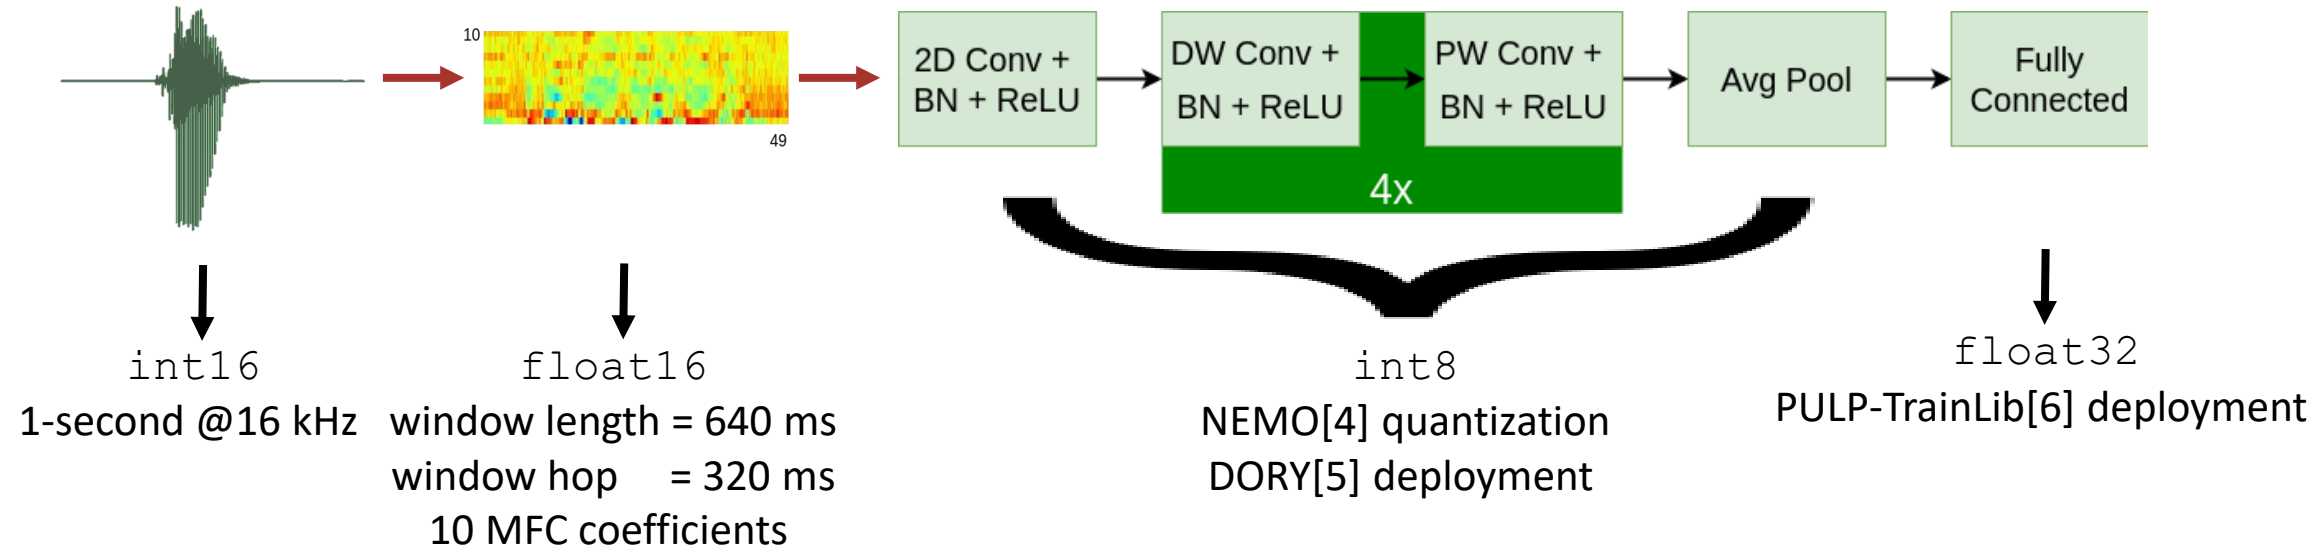 10
49
2D Conv +
BN + ReLU
DW Conv +
BN + ReLU
PW Conv +
BN + ReLU
4x
Avg Pool
Fully
Connected
int16
1-second @16 kHz
float16
window length = 640 ms
window hop = 320 ms
10 MFC coefficients
int8
NEMO[4] quantization
DORY[5] deployment
float32
PULP-TrainLib[6] deployment